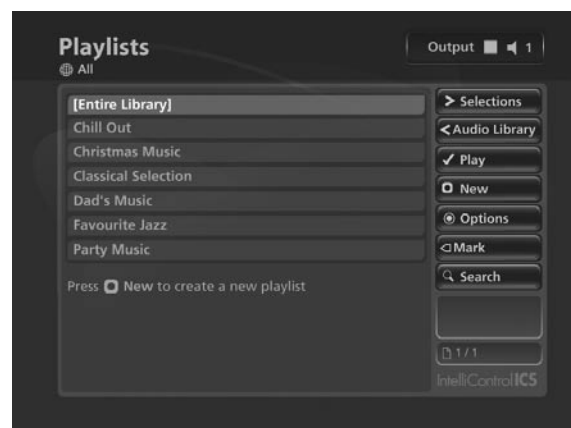 Playlists
All
Output 1
[Entire Library]
Chill Out
Christmas Music
Classical Selection
Dad's Music
Favourite Jazz
Party Music
Press New to create a new playlist
Selections
Audio Library
Play
New
Options
Mark
Search
1/1
IntelliControl ICS